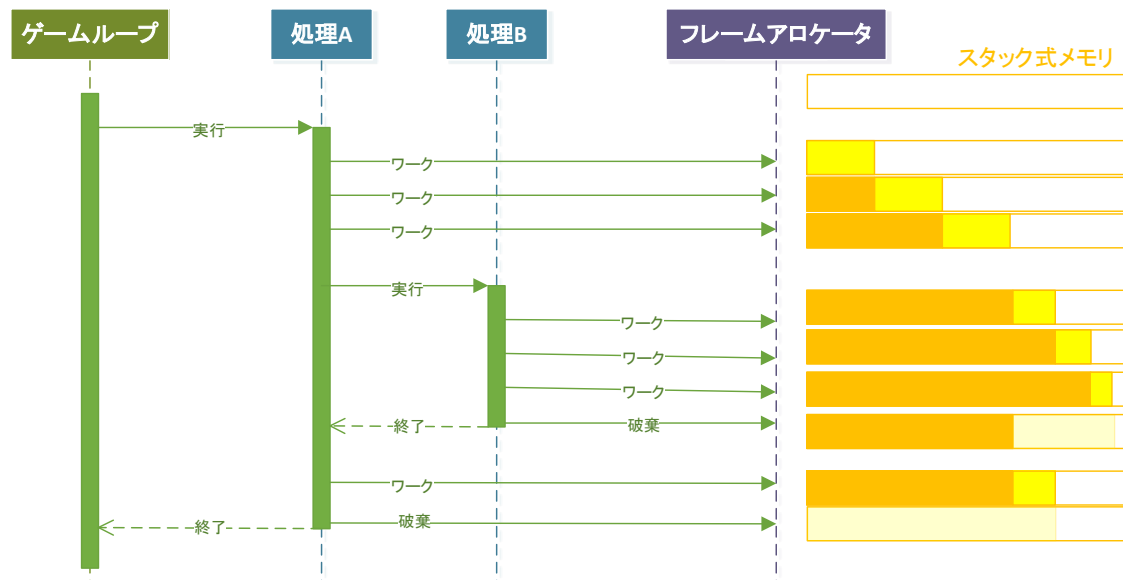 ゲームループ
処理A
処理B
フレームアロケータ
スタック式メモリ
実行
ワーク
ワーク
ワーク
実行
ワーク
ワーク
ワーク
終了
破棄
ワーク
終了
破棄